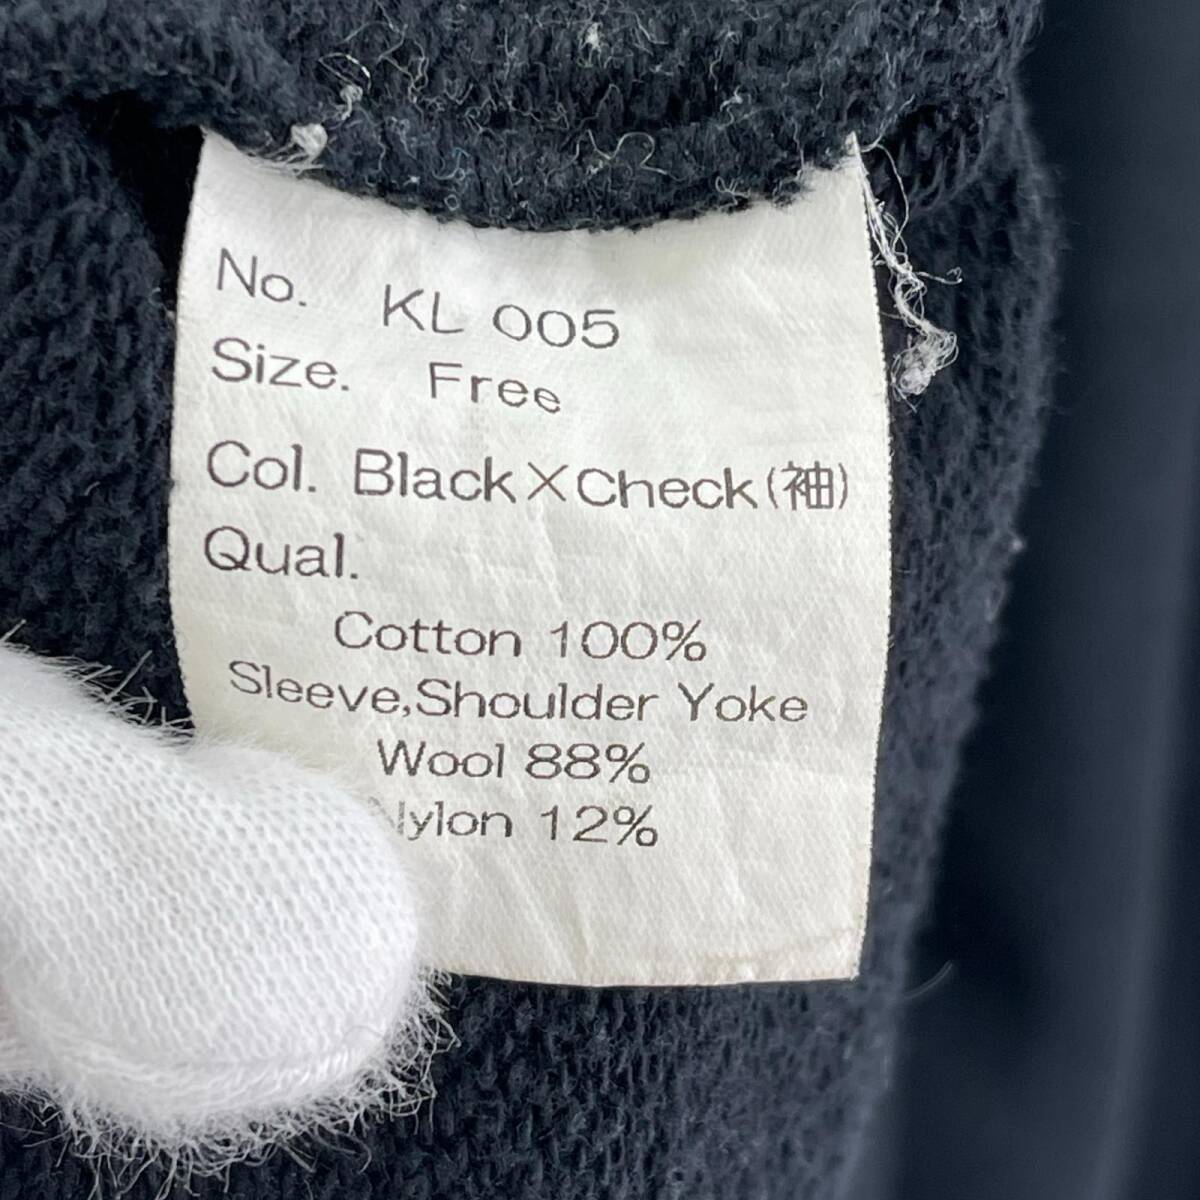 No. KL 005
Size. Free
Col. Black×Check(袖)
Qual.
Cotton 100%
Sleeve,Shoulder Yoke
Wool 88%
Nylon 12%